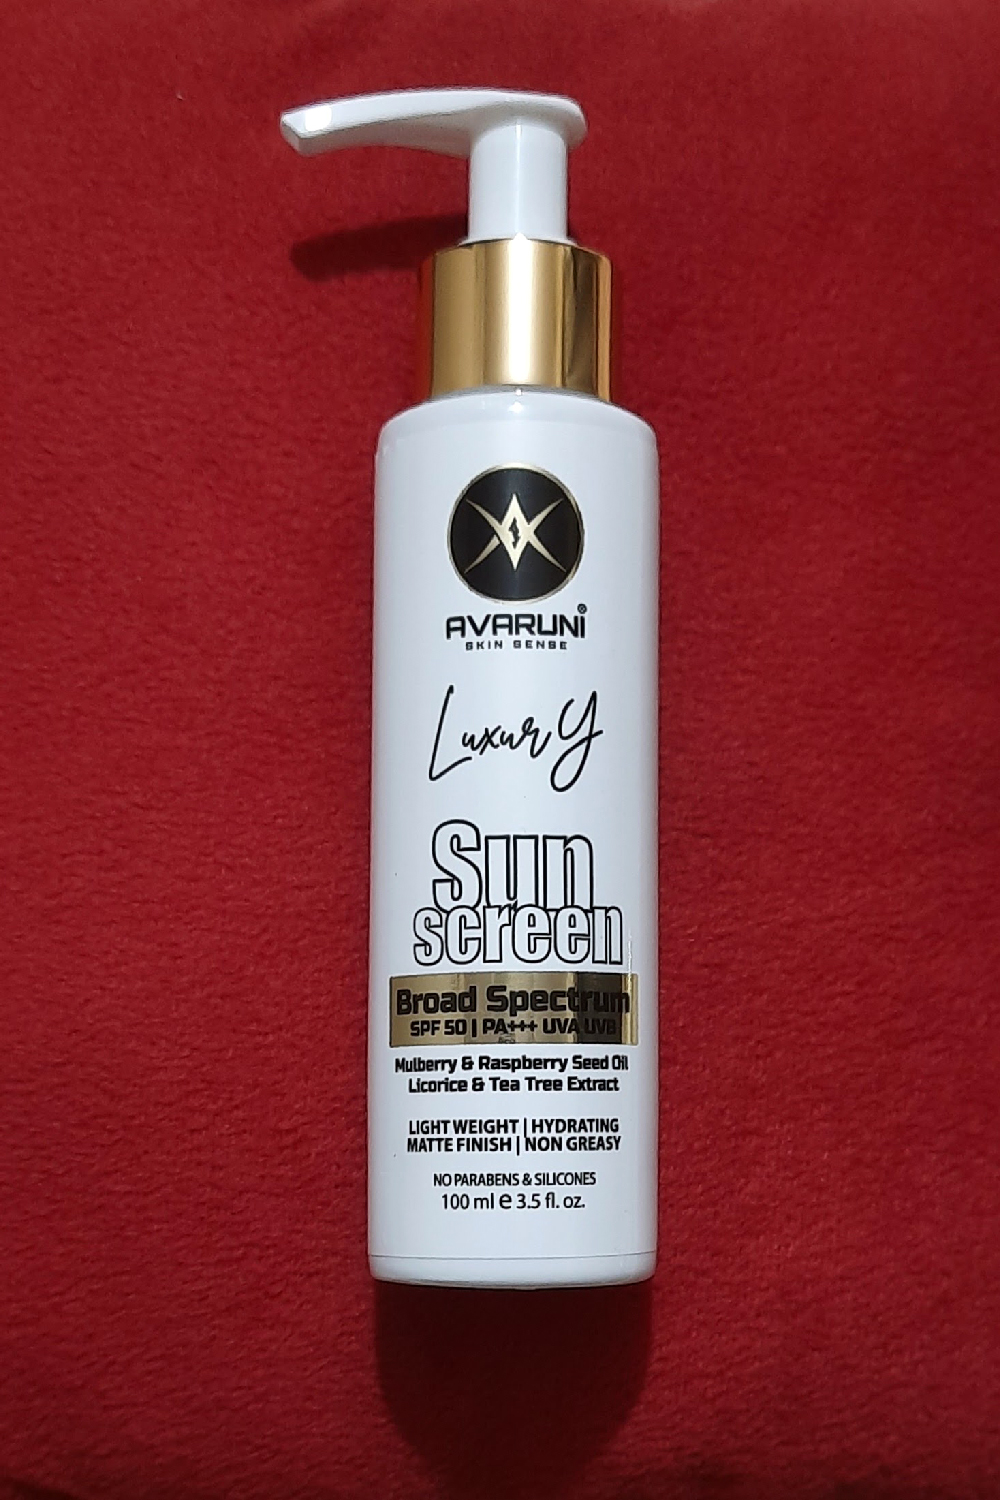 AVARUNi®
SKIN SENSE
LuxurY
Sun
screen
Broad Spectrum
SPF 50 | PA+++ UVA UVB
Mulberry & Raspberry Seed Oil
Licorice & Tea Tree Extract
LIGHT WEIGHT | HYDRATING
MATTE FINISH | NON GREASY
NO PARABENS & SILICONES
100 ml ℮ 3.5 fl. oz.